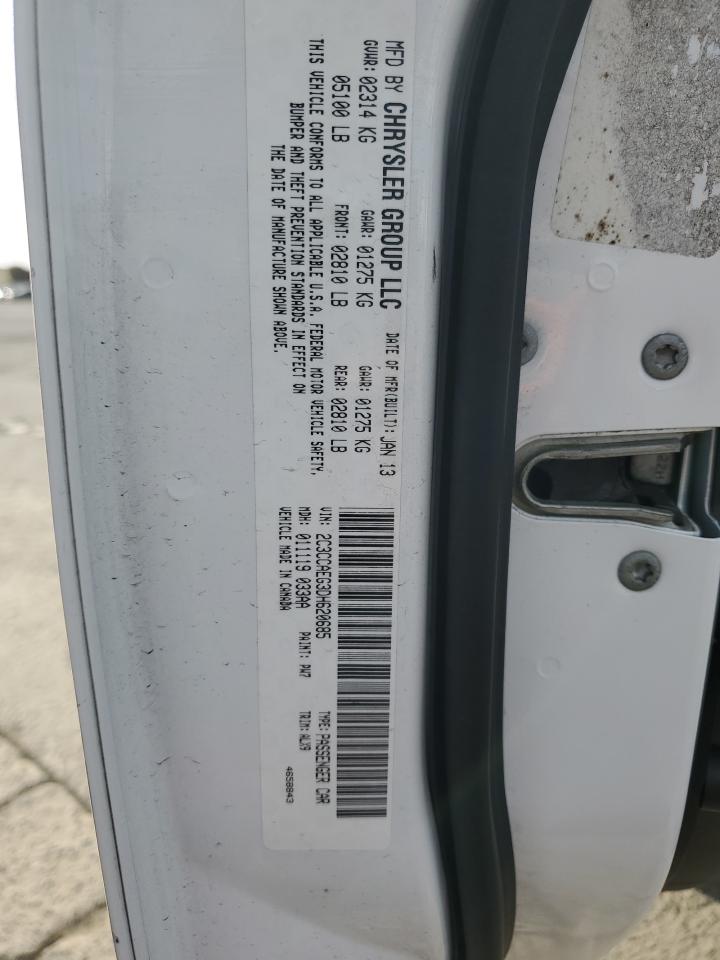 MFD BY CHRYSLER GROUP LLC DATE OF MFR(BUILT): JAN 13
GVWR: 02314 KG GAWR: 01275 KG GAWR: 01275 KG
05100 LB FRONT: 02810 LB REAR: 02810 LB
THIS VEHICLE CONFORMS TO ALL APPLICABLE U.S.A. FEDERAL MOTOR VEHICLE SAFETY,
BUMPER AND THEFT PREVENTION STANDARDS IN EFFECT ON
THE DATE OF MANUFACTURE SHOWN ABOVE.
VIN: 2C3CCAEG3DH620685 TYPE: PASSENGER CAR
MDH: 011119 033AA PAINT: PW7 TRIM: ALX9
VEHICLE MADE IN CANADA 4658843